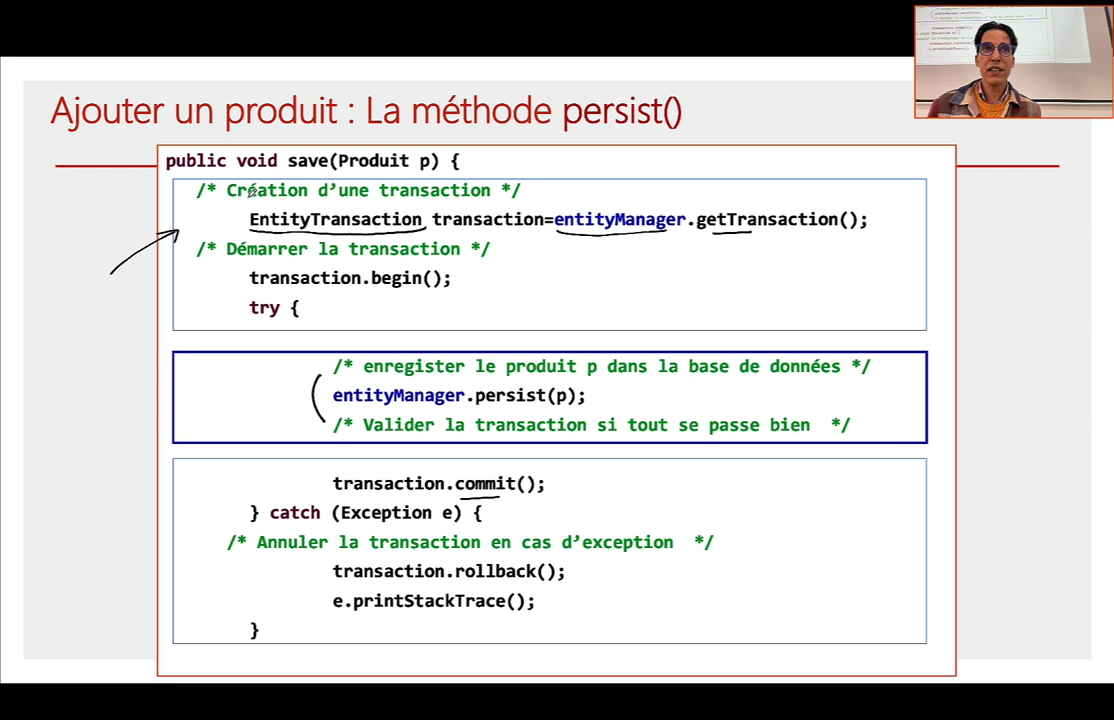 Ajouter un produit : La méthode persist()
public void save(Produit p) {
/* Création d’une transaction */
EntityTransaction transaction=entityManager.getTransaction();
/* Démarrer la transaction */
transaction.begin();
try {
/* enregister le produit p dans la base de données */
entityManager.persist(p);
/* Valider la transaction si tout se passe bien */
transaction.commit();
} catch (Exception e) {
/* Annuler la transaction en cas d’exception */
transaction.rollback();
e.printStackTrace();
}